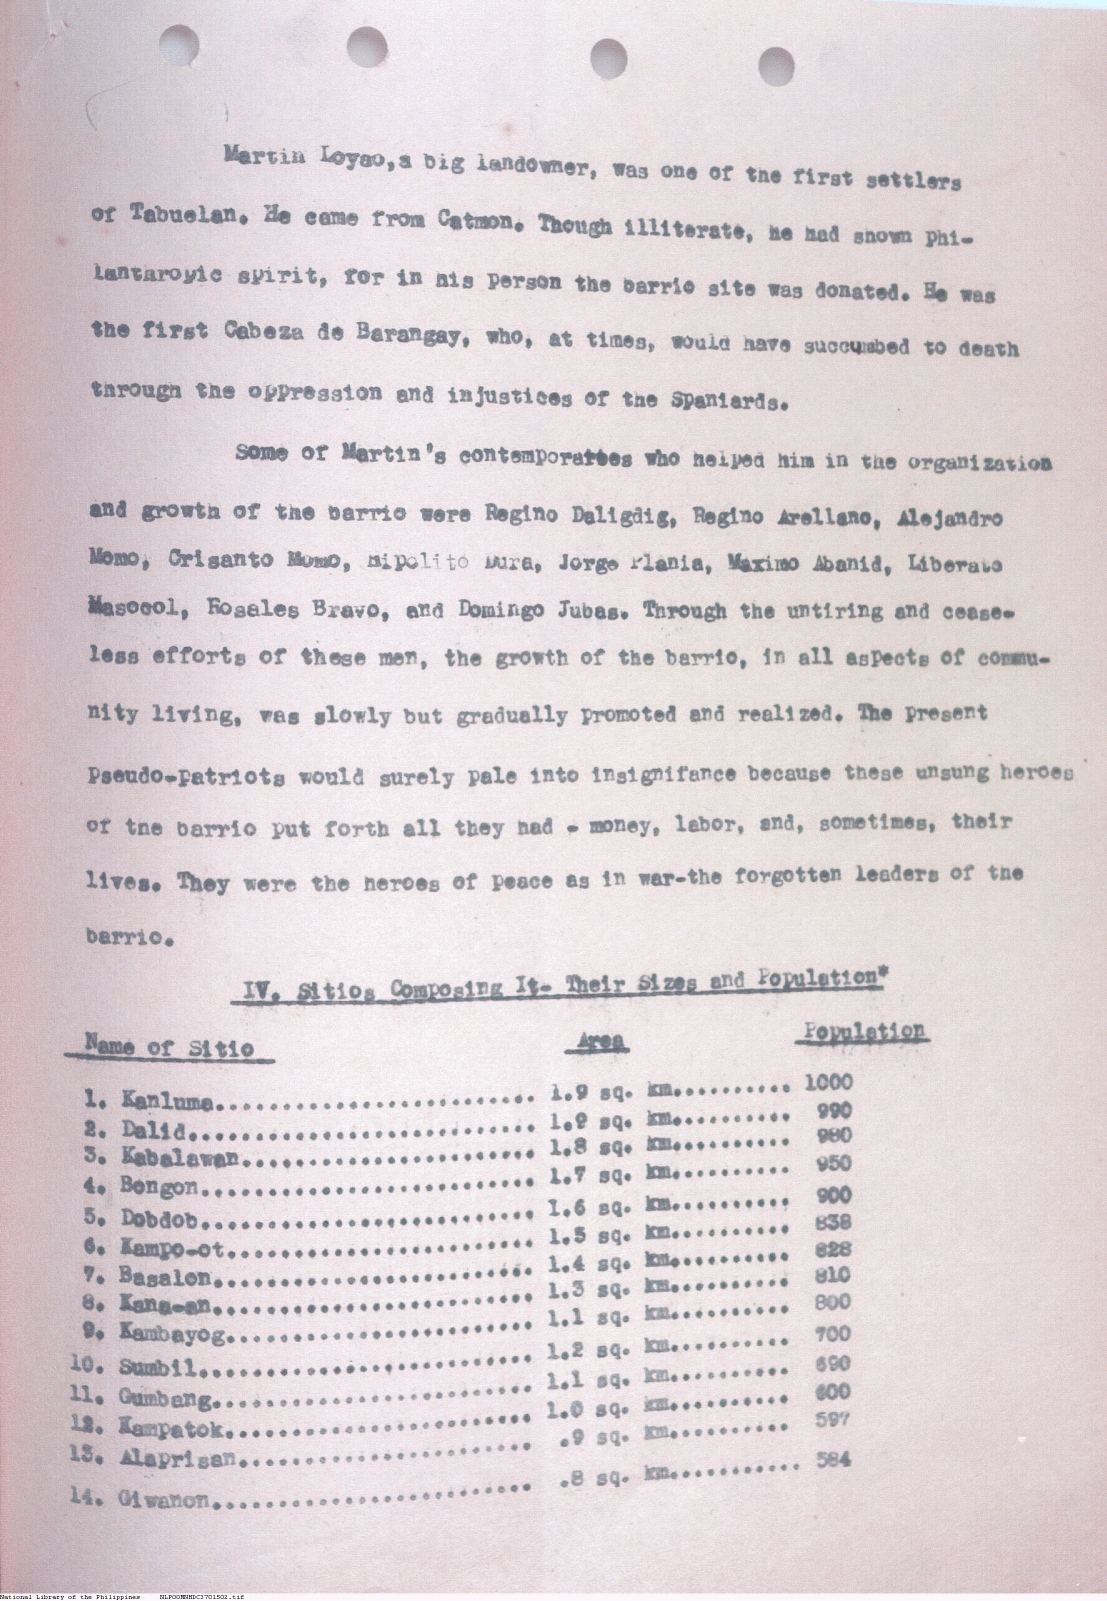 Martin Loyao,a big landowner, was one of the first settlers
of Tabuelan. He came from Catmon. Though illiterate, he had shown phi-
lanthropic spirit, for in his person the barrio site was donated. He was
the first Cabeza de Barangay, who, at times, would have succumbed to death
through the oppression and injustices of the Spaniards.
Some of Martin's contemporaries who helped him in the organization
and growth of the barrio were Regino Daligdig, Regino Arellano, Alejandro
Momo, Crisanto Momo, Hipolito Dura, Jorge Plania, Maximo Abanid, Liberato
Masocol, Rosales Bravo, and Domingo Jubas. Through the untiring and cease-
less efforts of these men, the growth of the barrio, in all aspects of commu-
nity living, was slowly but gradually promoted and realized. The present
Pseudo-patriots would surely pale into insignifance because these unsung heroes
of the barrio put forth all they had - money, labor, and, sometimes, their
lives. They were the heroes of peace as in war-the forgotten leaders of the
barrio.
IV. Sitios Composing It- Their Sizes and Population*
Name of Sitio Area Population
1. Kanluma.......................... 1.9 sq. km.......... 1000
2. Dalid............................ 1.9 sq. km.......... 990
3. Kabalawan........................ 1.8 sq. km.......... 980
4. Bongon........................... 1.7 sq. km.......... 950
5. Dobdob........................... 1.6 sq. km.......... 900
6. Kampo-ot......................... 1.5 sq. km.......... 838
7. Basalon.......................... 1.4 sq. km.......... 828
8. Kana-an.......................... 1.3 sq. km.......... 810
9. Kambayog......................... 1.1 sq. km.......... 800
10. Sumbil........................... 1.2 sq. km.......... 700
11. Gumbang.......................... 1.1 sq. km.......... 690
12. Kampatok......................... 1.0 sq. km.......... 600
13. Alaprisan........................ .9 sq. km.......... 597
14. Giwanon.......................... .8 sq. km........... 584
National Library of the Philippines NLPOOMNHDC3701502.tif